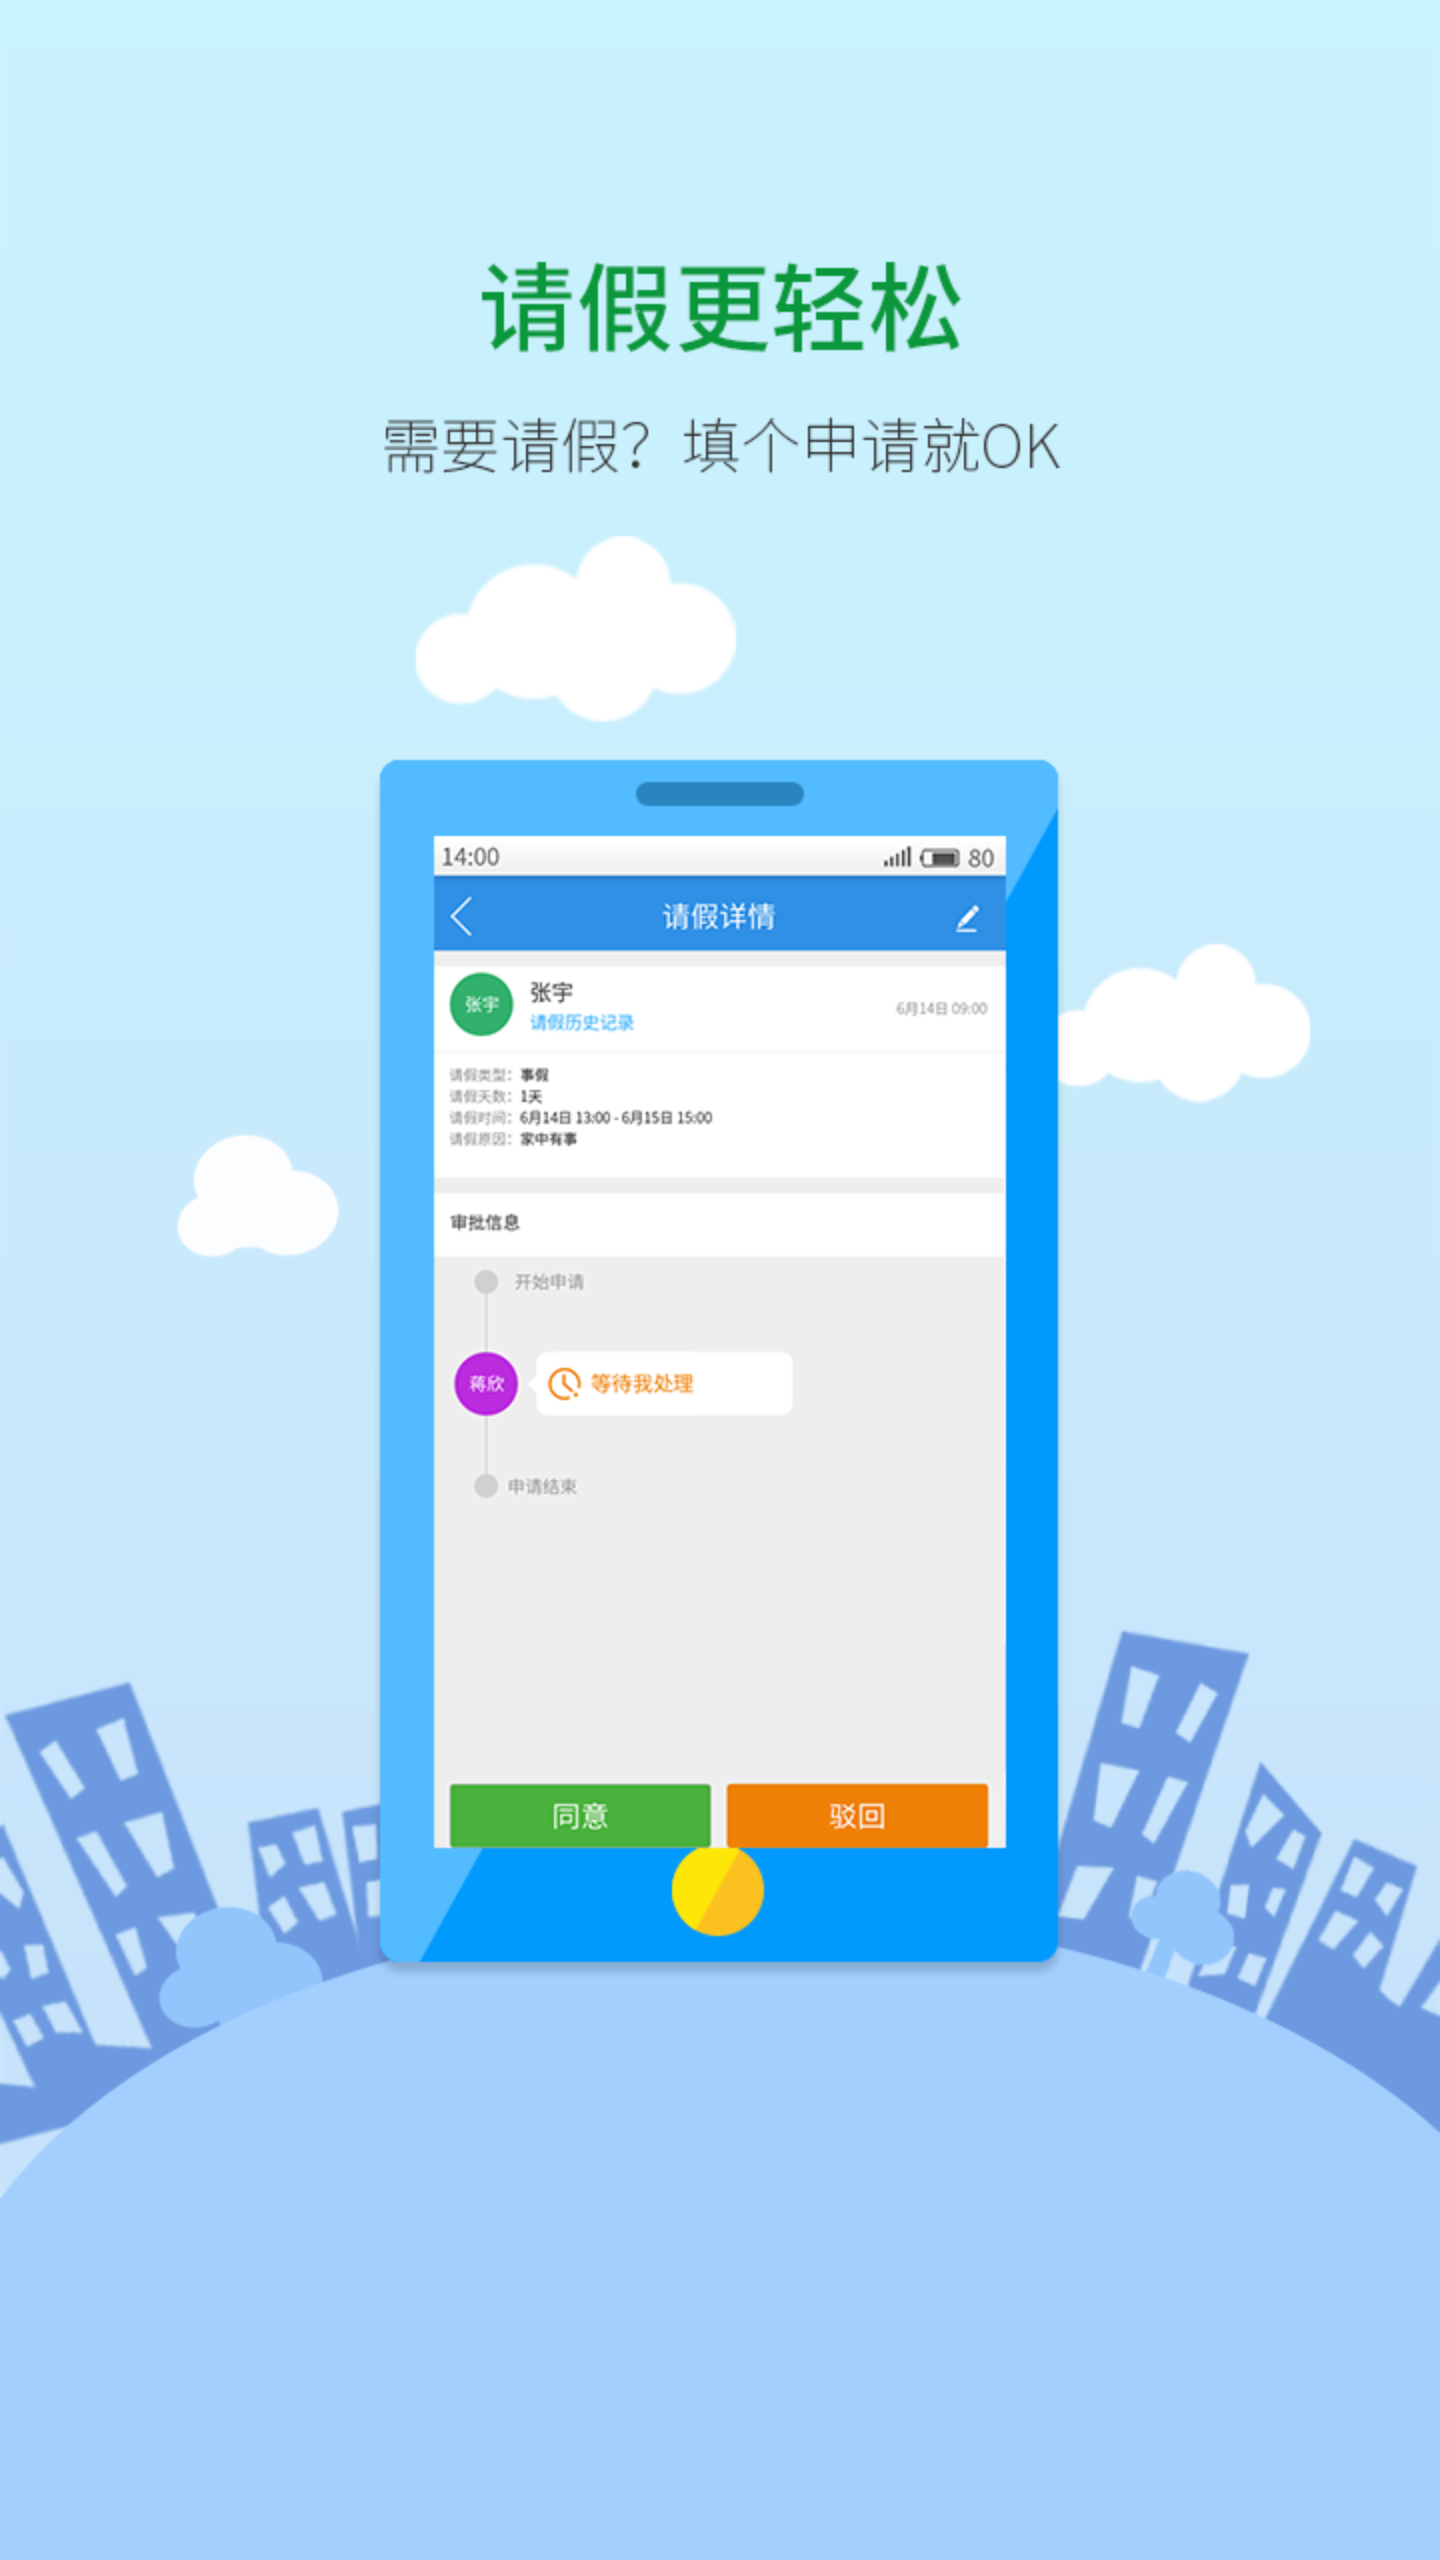 请假更轻松
需要请假？填个申请就OK
14:00 80
请假详情
张宇 张宇 6月14日 09:00
请假历史记录
请假类型：事假
请假天数：1天
请假时间：6月14日 13:00 - 6月15日 15:00
请假原因：家中有事
审批信息
开始申请
蒋欣 等待我处理
申请结束
同意 驳回